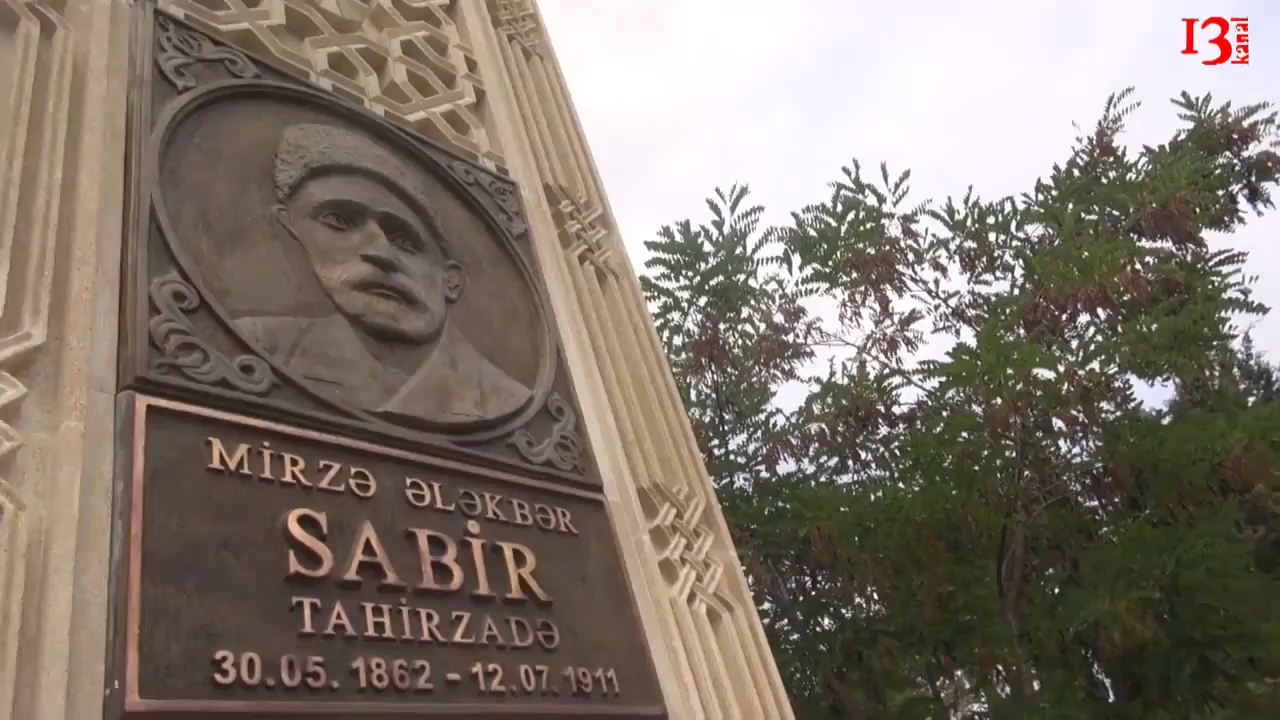 MİRZƏ ƏLƏKBƏR
SABİR
TAHİRZADƏ
30.05. 1862 - 12.07. 1911
13 kanal